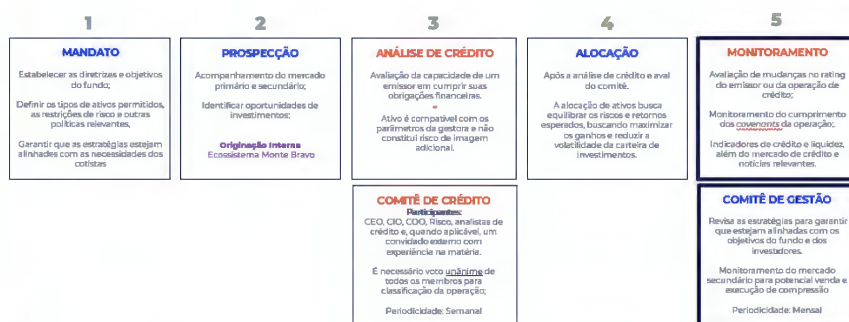 1
MANDATO
Estabelecer as diretrizes e objetivos
do fundo;
Definir os tipos de ativos permitidos,
as restrições de risco e outras
políticas relevantes,
Garantir que as estratégias estejam
alinhadas com as necessidades dos
cotistas
2
PROSPECÇÃO
Acompanhamento do mercado
primário e secundário;
Identificar oportunidades de
investimentos;
Originação Interna
Ecossistema Monte Bravo
3
ANÁLISE DE CRÉDITO
Avaliação da capacidade de um
emissor em cumprir suas
obrigações financeiras.
+
Ativo é compatível com os
parâmetros da gestora e não
constitui risco de imagem
adicional.
COMITÊ DE CRÉDITO
Participantes:
CEO, CIO, COO, Risco, analistas de
crédito e, quando aplicável, um
convidado externo com
experiência na matéria.
É necessário voto unânime de
todos os membros para
classificação da operação;
Periodicidade: Semanal
4
ALOCAÇÃO
Após a análise de crédito e aval
do comitê.
A alocação de ativos busca
equilibrar os riscos e retornos
esperados, buscando maximizar
os ganhos e reduzir a
volatilidade da carteira de
investimentos.
5
MONITORAMENTO
Avaliação de mudanças no rating
do emissor ou da operação de
crédito;
Monitoramento do cumprimento
dos covenants da operação;
Indicadores de crédito e liquidez,
além do mercado de crédito e
notícias relevantes.
COMITÊ DE GESTÃO
Revisa as estratégias para garantir
que estejam alinhadas com os
objetivos do fundo e dos
investidores.
Monitoramento do mercado
secundário para potencial venda e
execução de compressão
Periodicidade: Mensal